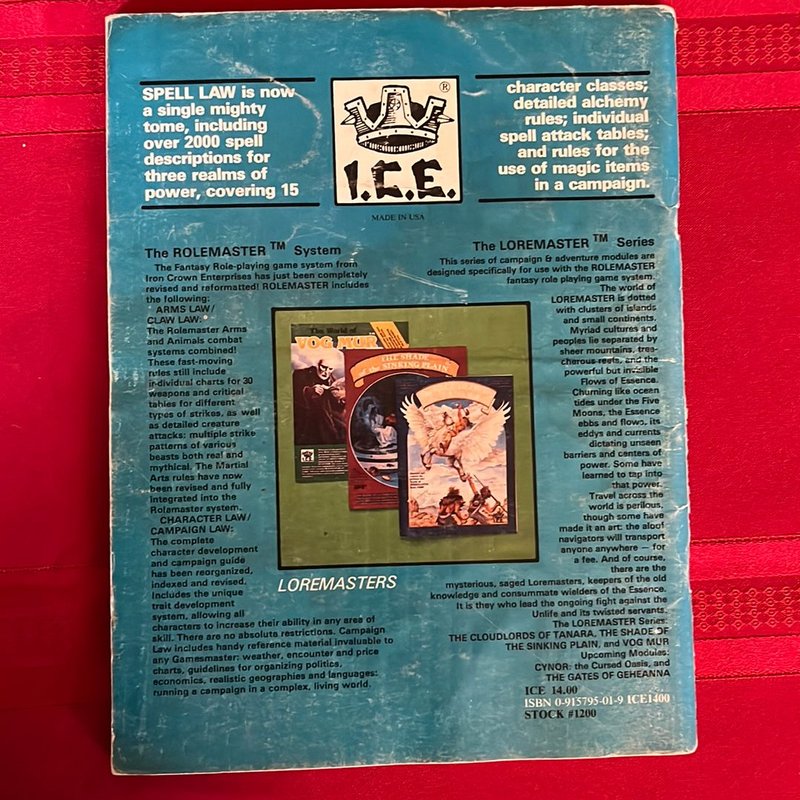 SPELL LAW is now
a single mighty
tome, including
over 2000 spell
descriptions for
three realms of
power, covering 15
®
I.C.E.
MADE IN USA
character classes;
detailed alchemy
rules; individual
spell attack tables;
and rules for the
use of magic items
in a campaign.
The ROLEMASTER ™ System
The Fantasy Role-playing game system from
Iron Crown Enterprises has just been completely
revised and reformatted! ROLEMASTER includes
the following:
ARMS LAW/
CLAW LAW:
The Rolemaster Arms
and Animals combat
systems combined!
These fast-moving
rules still include
individual charts for 30
weapons and critical
tables for different
types of strikes, as well
as detailed creature
attacks: multiple strike
patterns of various
beasts both real and
mythical. The Martial
Arts rules have now
been revised and fully
integrated into the
Rolamaster system.
CHARACTER LAW/
CAMPAIGN LAW:
The complete
character development
and campaign guide
has been reorganized,
indexed and revised.
Includes the unique
trait development
system, allowing all
characters to increase their ability in any area of
skill. There are no absolute restrictions. Campaign
Law includes handy reference material invaluable to
any Gamesmaster: weather, encounter and price
charts, guidelines for organizing politics,
economics, realistic geographies and languages:
running a campaign in a complex, living world.
The World of
VOG MUR
THE SHADE
of the SINKING PLAIN
LOREMASTERS
The LOREMASTER ™ Series
This series of campaign & adventure modules are
designed specifically for use with the ROLEMASTER
fantasy role playing game system.
The world of
LOREMASTER is dotted
with clusters of islands
and small continents.
Myriad cultures and
peoples lie separated by
sheer mountains, trea-
cherous reefs, and the
powerful but invisible
Flows of Essence.
Churning like ocean
tides under the Five
Moons, the Essence
ebbs and flows, its
eddys and currents
dictating unseen
barriers and centers of
power. Some have
learned to tap into
that power.
Travel across the
world is perilous,
though some have
made it an art: the aloof
navigators will transport
anyone anywhere — for
a fee. And of course,
there are the
mysterious, saged Loremasters, keepers of the old
knowledge and consummate wielders of the Essence.
It is they who lead the ongoing fight against the
Unlife and its twisted servants.
The LOREMASTER Series:
THE CLOUDLORDS OF TANARA, THE SHADE OF
THE SINKING PLAIN, and VOG MUR
Upcoming Modules:
CYNOR: the Cursed Oasis, and
THE GATES OF GEHEANNA
ICE 14.00
ISBN 0-915795-01-9 ICE1400
STOCK #1200